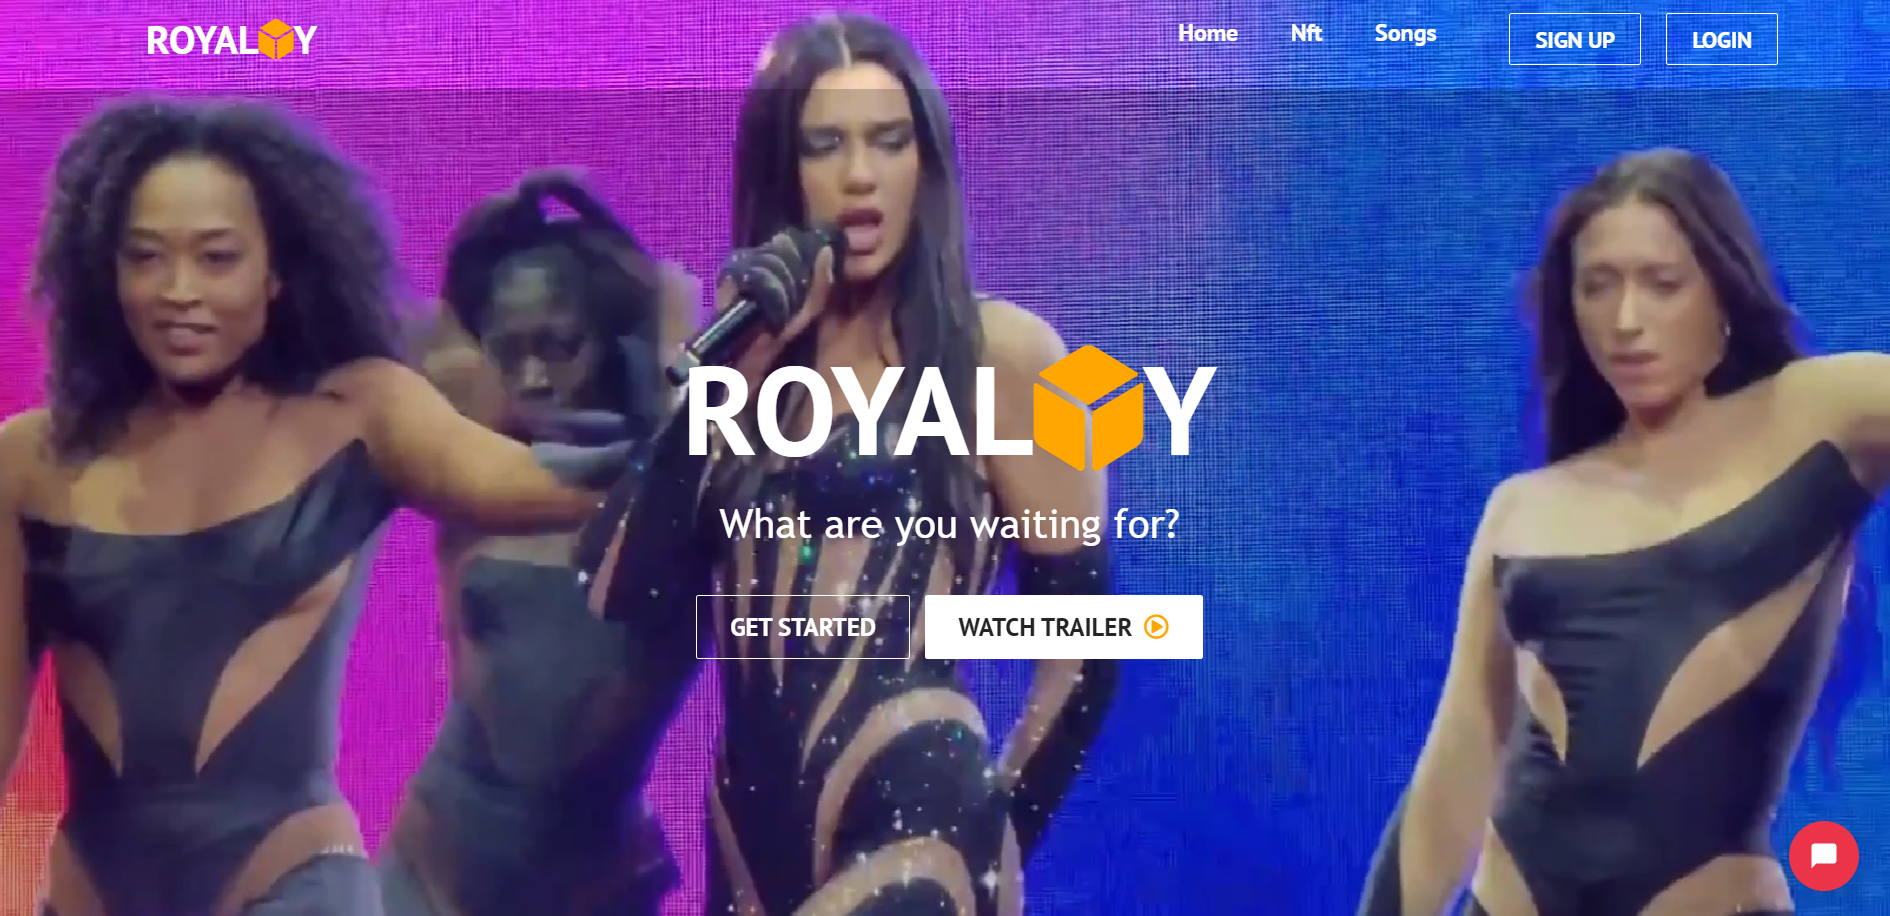 ROYALY
Home
Nft
Songs
SIGN UP
LOGIN
ROYALY
What are you waiting for?
GET STARTED
WATCH TRAILER